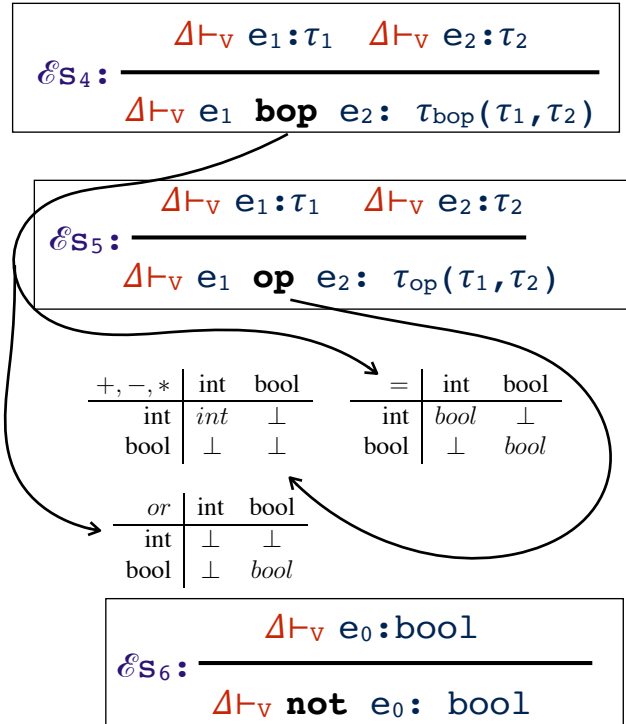 Δ⊢V e1:τ1 Δ⊢V e2:τ2
ℰs4:
Δ⊢V e1 bop e2: τbop(τ1,τ2)
Δ⊢V e1:τ1 Δ⊢V e2:τ2
ℰs5:
Δ⊢V e1 op e2: τop(τ1,τ2)
+, −, * int bool
int int ⊥
bool ⊥ ⊥
= int bool
int bool ⊥
bool ⊥ bool
or int bool
int ⊥ ⊥
bool ⊥ bool
Δ⊢V e0:bool
ℰs6:
Δ⊢V not e0: bool